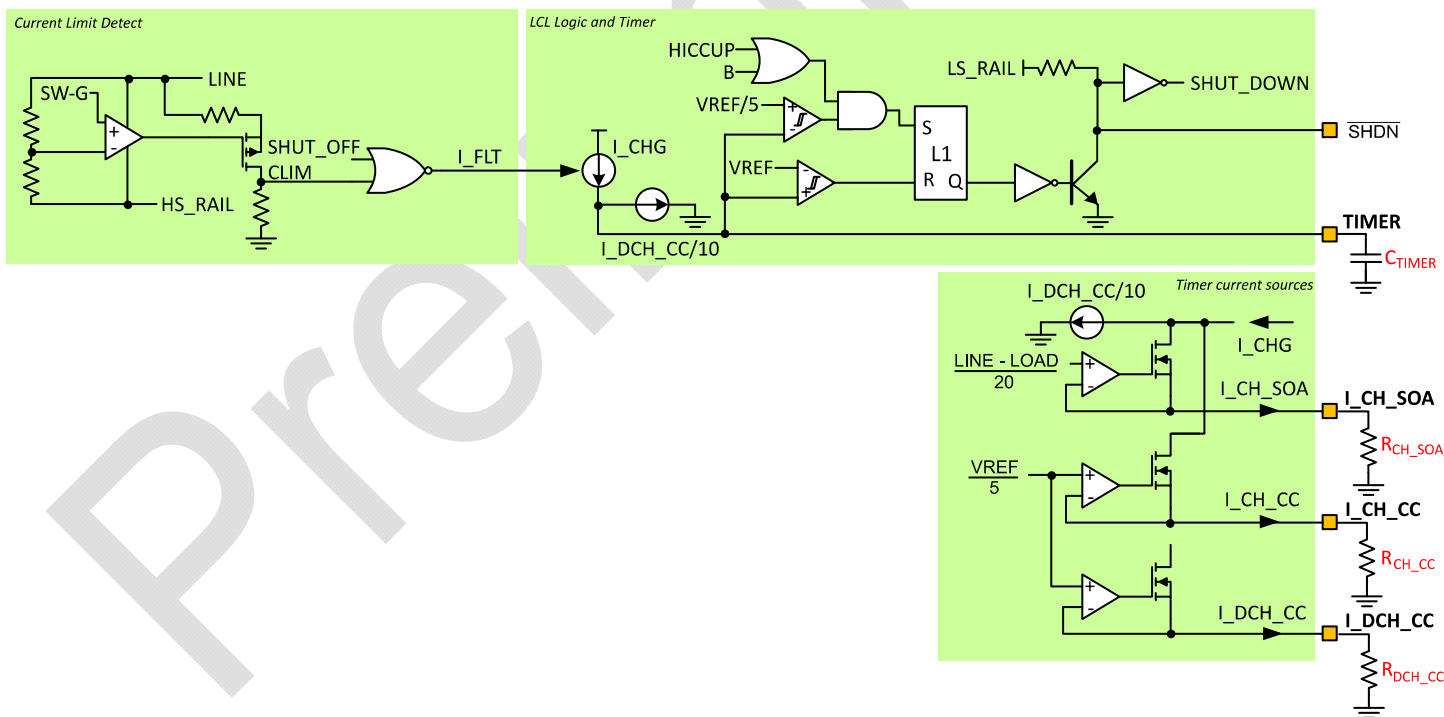 Current Limit Detect
LINE
SW-G
+
-
SHUT_OFF
CLIM
HS_RAIL
I_FLT
LCL Logic and Timer
HICCUP
B
VREF/5
+
-
I_CHG
VREF
-
+
I_DCH_CC/10
S
L1
R Q
LS_RAIL
SHUT_DOWN
SHDN
TIMER
CTIMER
Timer current sources
I_DCH_CC/10
I_CHG
LINE - LOAD
20
+
-
I_CH_SOA
I_CH_SOA
RCH_SOA
VREF
5
+
-
I_CH_CC
I_CH_CC
RCH_CC
+
-
I_DCH_CC
I_DCH_CC
RDCH_CC